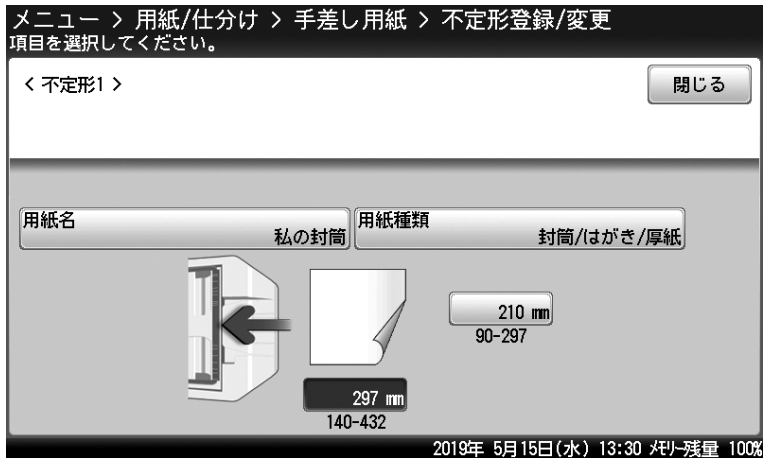 メニュー > 用紙/仕分け > 手差し用紙 > 不定形登録/変更
項目を選択してください。
< 不定形1 >
閉じる
用紙名
私の封筒
用紙種類
封筒/はがき/厚紙
210 mm
90-297
297 mm
140-432
2019年 5月15日(水) 13:30 メモリー残量 100%